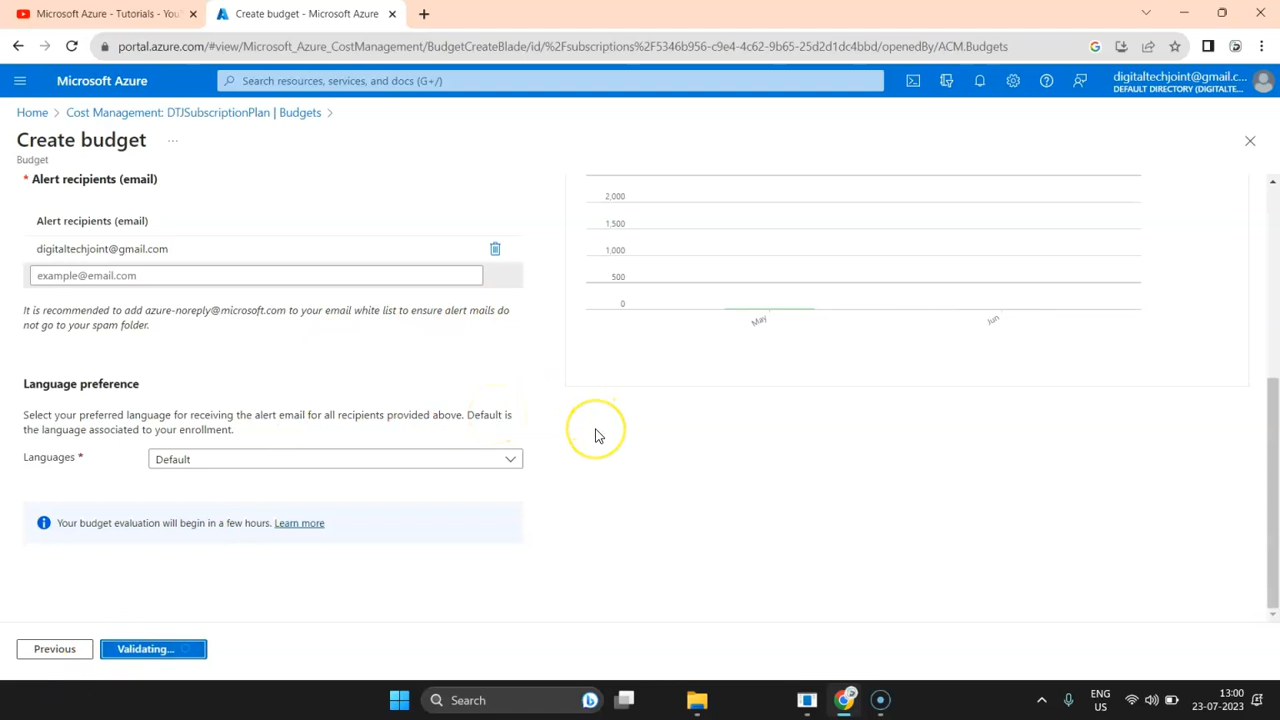 Microsoft Azure - Tutorials - You
Create budget - Microsoft Azure
portal.azure.com/#view/Microsoft_Azure_CostManagement/BudgetCreateBlade/id/%2Fsubscriptions%2F5346b956-c9e4-4c62-9b65-25d2d1dc4bbd/openedBy/ACM.Budgets
Microsoft Azure
Search resources, services, and docs (G+/)
digitaltechjoint@gmail.c...
DEFAULT DIRECTORY (DIGITALTE...
Home > Cost Management: DTJSubscriptionPlan | Budgets >
Create budget ...
Budget
* Alert recipients (email)
Alert recipients (email)
digitaltechjoint@gmail.com
example@email.com
It is recommended to add azure-noreply@microsoft.com to your email white list to ensure alert mails do
not go to your spam folder.
Language preference
Select your preferred language for receiving the alert email for all recipients provided above. Default is
the language associated to your enrollment.
Languages *
Default
Your budget evaluation will begin in a few hours. Learn more
2,000
1,500
1,000
500
0
May
Jun
Previous
Validating...
Search
ENG
US
13:00
23-07-2023